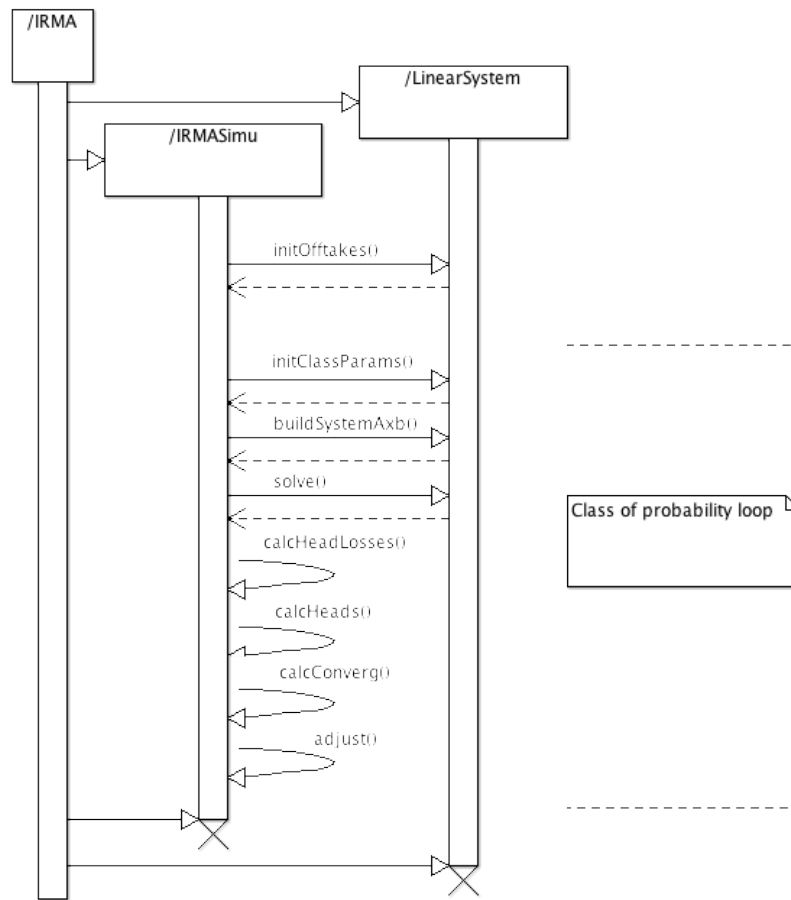 /IRMA
/LinearSystem
/IRMASimu
initOfftakes()
initClassParams()
buildSystemAxb()
solve()
Class of probability loop
calcHeadLosses()
calcHeads()
calcConverg()
adjust()